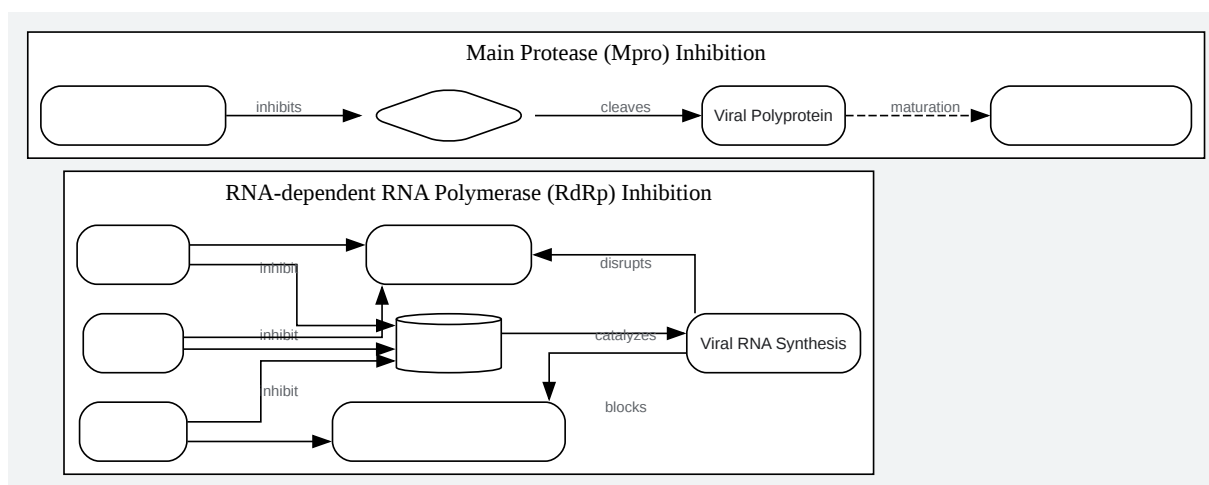 Main Protease (Mpro) Inhibition
inhibits
cleaves
Viral Polyprotein
maturation
RNA-dependent RNA Polymerase (RdRp) Inhibition
inhibit
disrupts
inhibit
catalyzes
Viral RNA Synthesis
nhibit
blocks